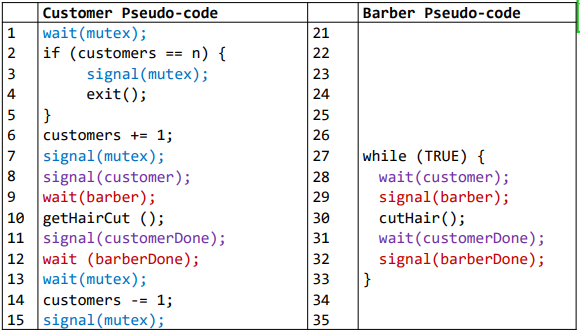 Customer Pseudo-code Barber Pseudo-code
1 wait(mutex); 21
2 if (customers == n) { 22
3 signal(mutex); 23
4 exit(); 24
5 } 25
6 customers += 1; 26
7 signal(mutex); 27 while (TRUE) {
8 signal(customer); 28 wait(customer);
9 wait(barber); 29 signal(barber);
10 getHairCut (); 30 cutHair();
11 signal(customerDone); 31 wait(customerDone);
12 wait (barberDone); 32 signal(barberDone);
13 wait(mutex); 33 }
14 customers -= 1; 34
15 signal(mutex); 35